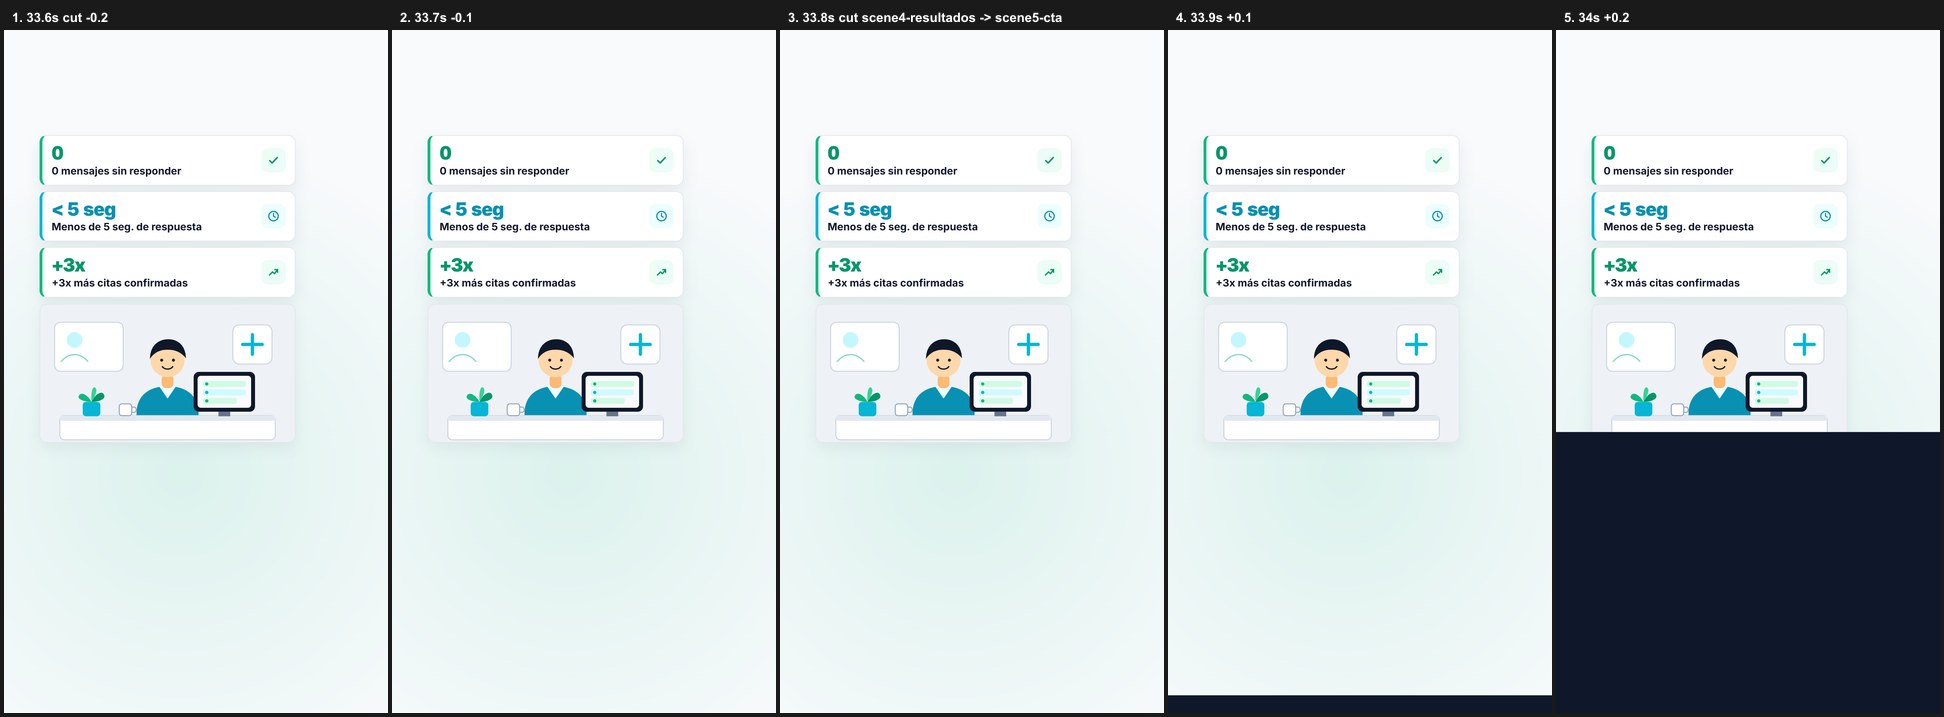 1. 33.6s cut -0.2
0
0 mensajes sin responder
< 5 seg
Menos de 5 seg. de respuesta
+3x
+3x más citas confirmadas
2. 33.7s -0.1
0
0 mensajes sin responder
< 5 seg
Menos de 5 seg. de respuesta
+3x
+3x más citas confirmadas
3. 33.8s cut scene4-resultados -> scene5-cta
0
0 mensajes sin responder
< 5 seg
Menos de 5 seg. de respuesta
+3x
+3x más citas confirmadas
4. 33.9s +0.1
0
0 mensajes sin responder
< 5 seg
Menos de 5 seg. de respuesta
+3x
+3x más citas confirmadas
5. 34s +0.2
0
0 mensajes sin responder
< 5 seg
Menos de 5 seg. de respuesta
+3x
+3x más citas confirmadas